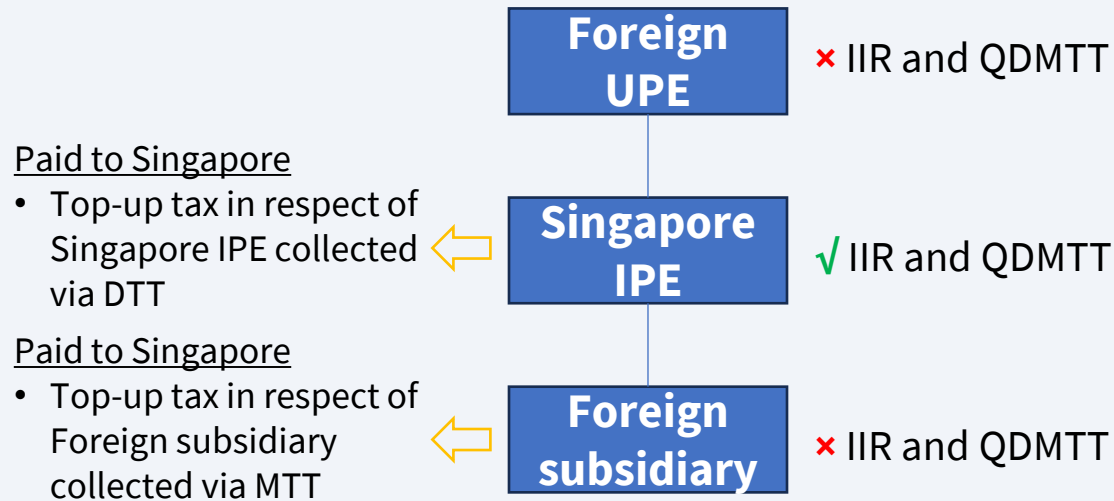 Foreign
UPE
× IIR and QDMTT
Paid to Singapore
• Top-up tax in respect of
Singapore IPE collected
via DTT
Singapore
IPE
√ IIR and QDMTT
Paid to Singapore
• Top-up tax in respect of
Foreign subsidiary
collected via MTT
Foreign
subsidiary
× IIR and QDMTT